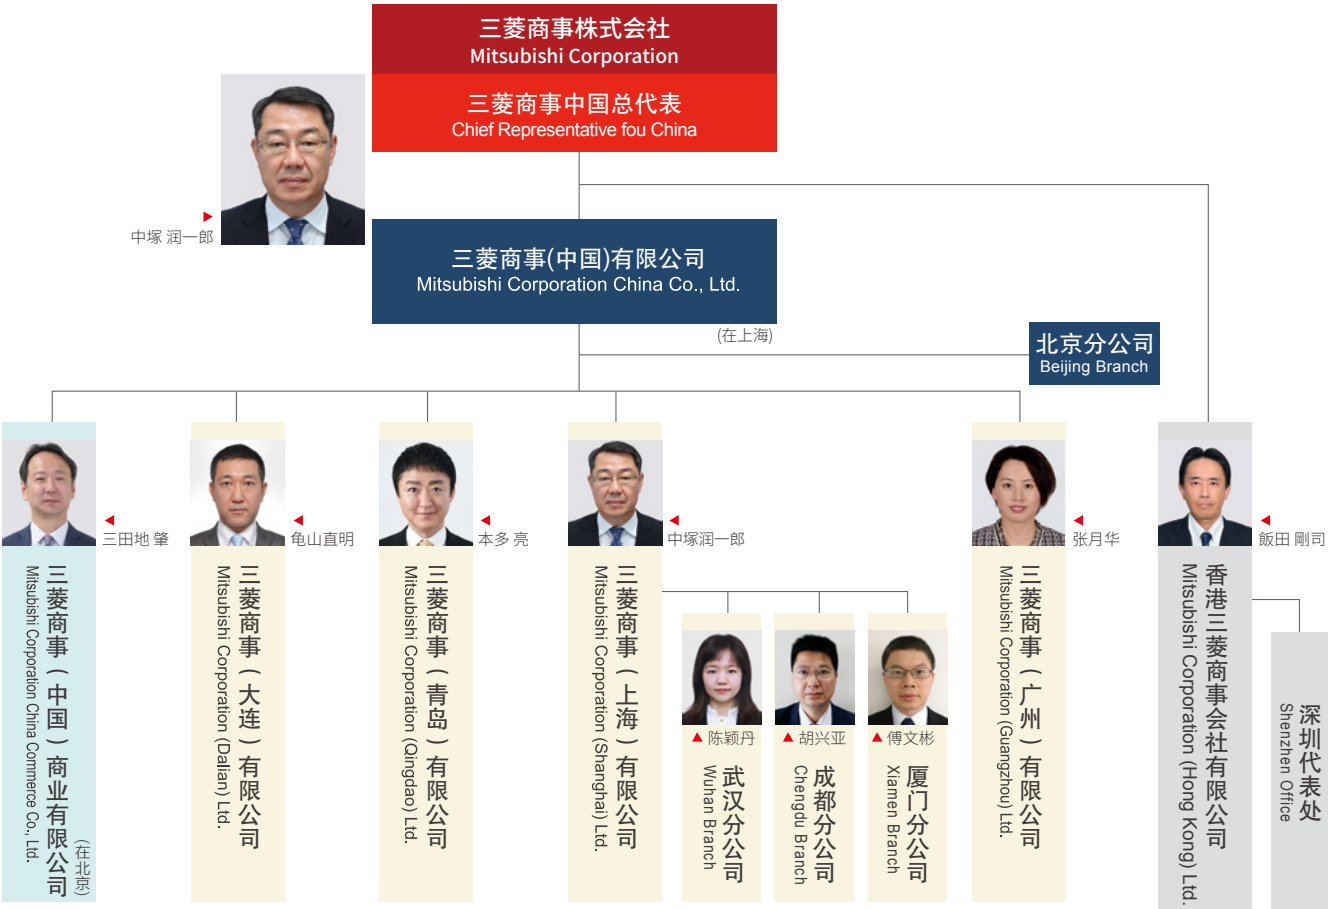 三菱商事株式会社
Mitsubishi Corporation
三菱商事中国总代表
Chief Representative fou China
中塚 润一郎
三菱商事(中国)有限公司
Mitsubishi Corporation China Co., Ltd.
(在上海)
北京分公司
Beijing Branch
三田地 肇
亀山直明
本多 亮
中塚润一郎
张月华
飯田 剛司
三菱商事(中国)商业有限公司
Mitsubishi Corporation China Commerce Co., Ltd.
(在北京)
三菱商事(大连)有限公司
Mitsubishi Corporation (Dalian) Ltd.
三菱商事(青岛)有限公司
Mitsubishi Corporation (Qingdao) Ltd.
三菱商事(上海)有限公司
Mitsubishi Corporation (Shanghai) Ltd.
陈颖丹
武汉分公司
Wuhan Branch
胡兴亚
成都分公司
Chengdu Branch
傅文彬
厦门分公司
Xiamen Branch
三菱商事(广州)有限公司
Mitsubishi Corporation (Guangzhou) Ltd.
香港三菱商事会社有限公司
Mitsubishi Corporation (Hong Kong) Ltd.
深圳代表处
Shenzhen Office